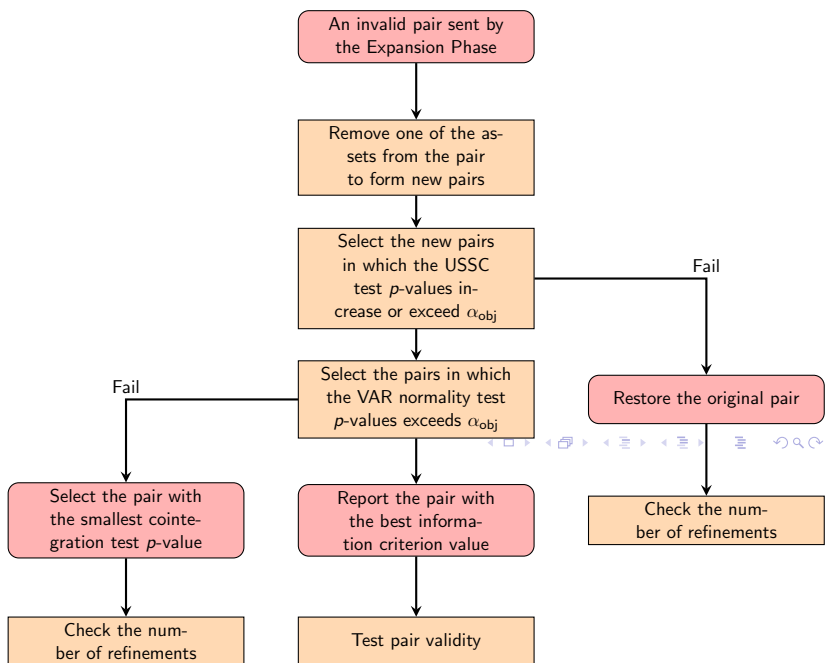 An invalid pair sent by
the Expansion Phase
Remove one of the as-
sets from the pair
to form new pairs
Select the new pairs
in which the USSC
test p-values in-
crease or exceed α_obj
Fail
Select the pairs in which
the VAR normality test
p-values exceeds α_obj
Fail
Restore the original pair
Select the pair with
the smallest cointe-
gration test p-value
Report the pair with
the best informa-
tion criterion value
Check the num-
ber of refinements
Check the num-
ber of refinements
Test pair validity